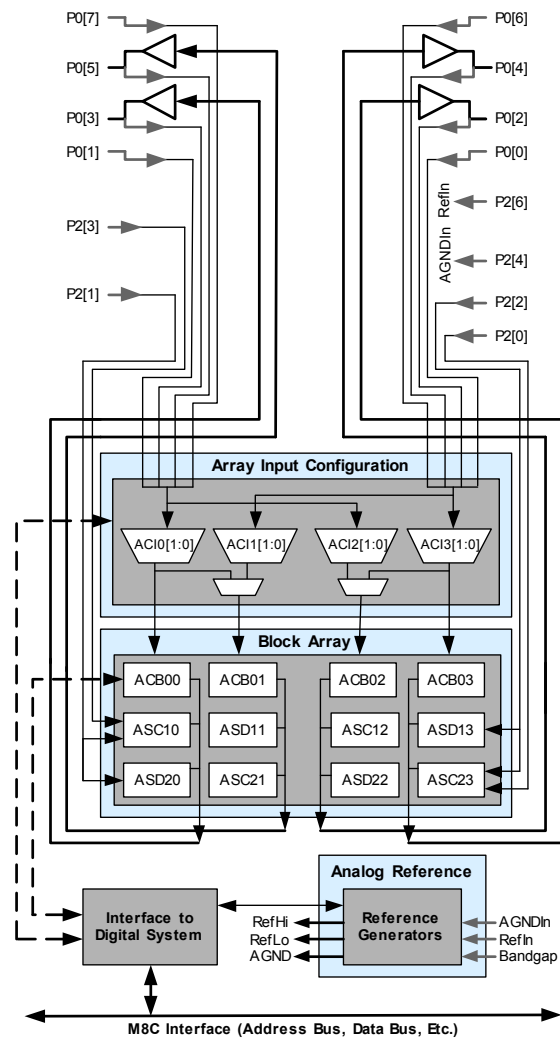 P0[7] P0[6]
P0[5] P0[4]
P0[3] P0[2]
P0[1] P0[0]
RefIn P2[6]
P2[3]
AGNDIn P2[4]
P2[1] P2[2]
P2[0]
Array Input Configuration
ACI0[1:0] ACI1[1:0] ACI2[1:0] ACI3[1:0]
Block Array
ACB00 ACB01 ACB02 ACB03
ASC10 ASD11 ASC12 ASD13
ASD20 ASC21 ASD22 ASC23
Analog Reference
Interface to
Digital System
RefHi
RefLo
AGND
Reference
Generators
AGNDIn
RefIn
Bandgap
M8C Interface (Address Bus, Data Bus, Etc.)